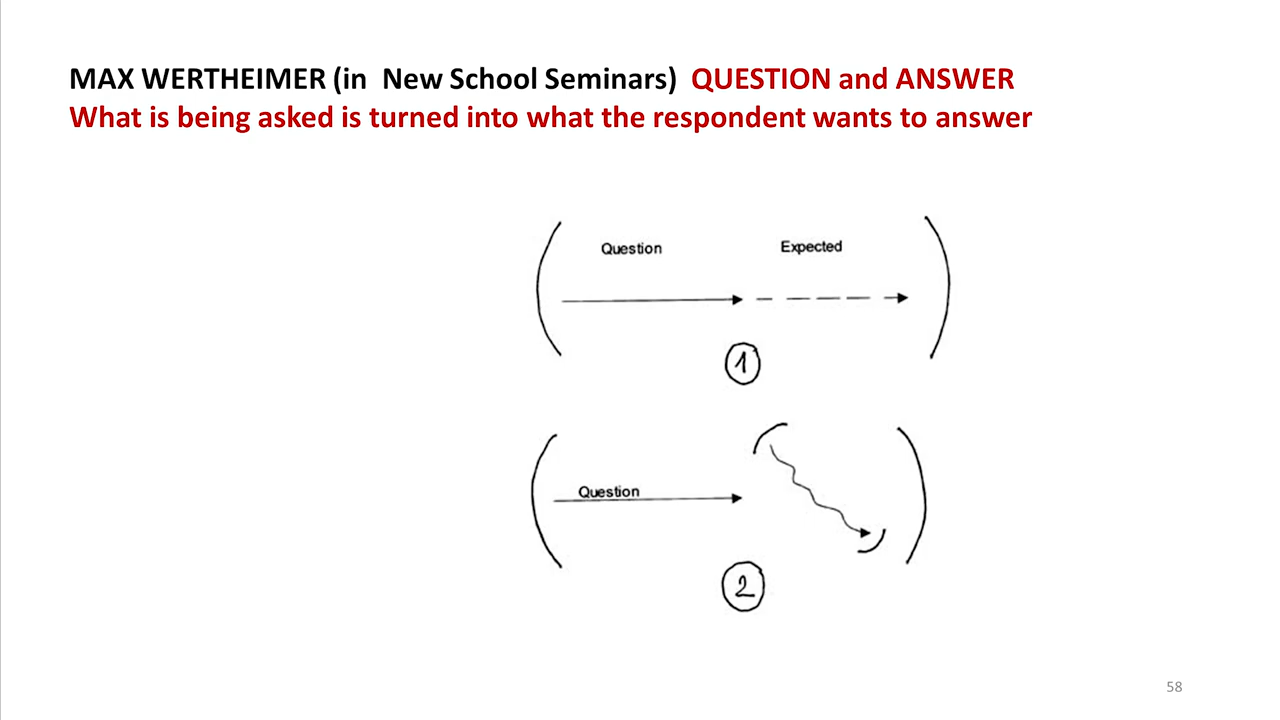 MAX WERTHEIMER (in  New School Seminars)  QUESTION and ANSWER
What is being asked is turned into what the respondent wants to answer
Question Expected
1
Question
2
58